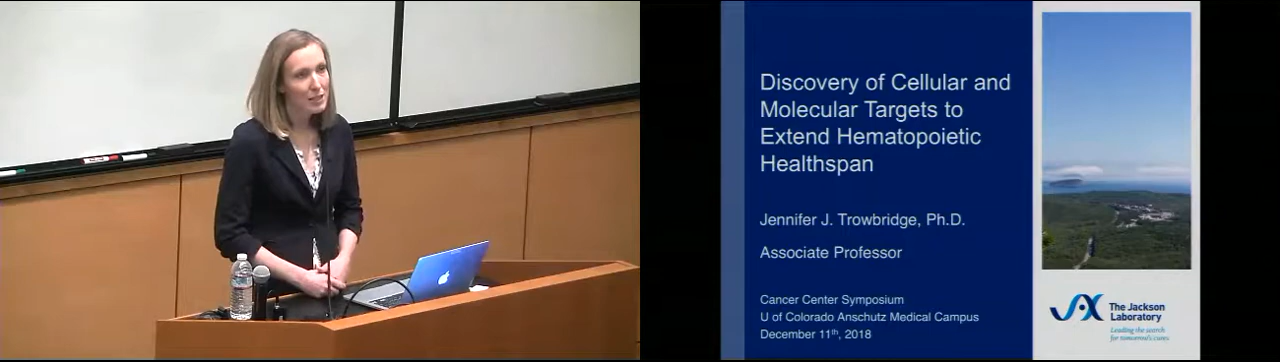 Discovery of Cellular and
Molecular Targets to
Extend Hematopoietic
Healthspan
Jennifer J. Trowbridge, Ph.D.
Associate Professor
Cancer Center Symposium
U of Colorado Anschutz Medical Campus
December 11th, 2018
JAX
The Jackson
Laboratory
Leading the search
for tomorrow's cures